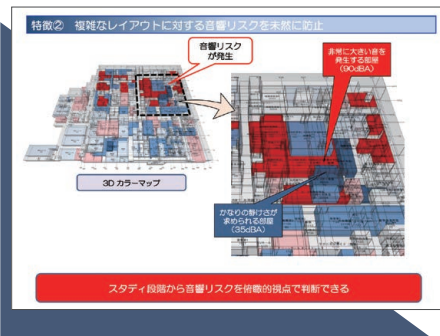 特徴② 複雑なレイアウトに対する音響リスクを未然に防止
音響リスク
が発生
非常に大きい音を
発生する部屋
(90dBA)
3Dカラーマップ
かなりの静けさが
求められる部屋
(35dBA)
スタディ段階から音響リスクを俯瞰的視点で判断できる